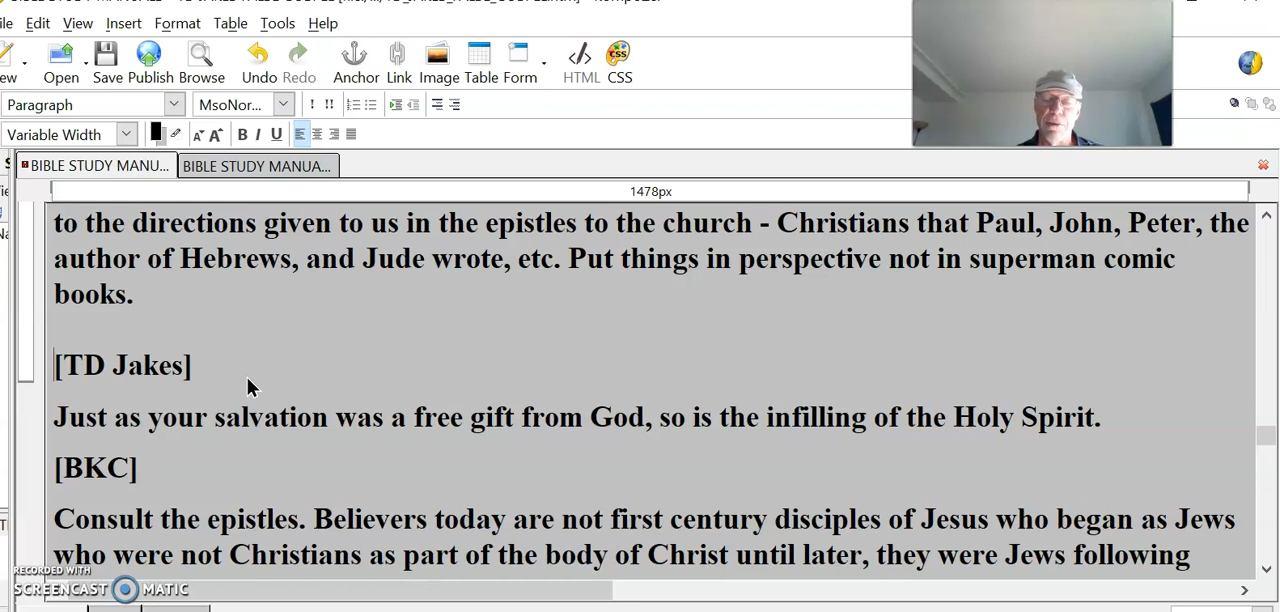 Edit View Insert Format Table Tools Help
Open Save Publish Browse Undo Redo Anchor Link Image Table Form HTML CSS
Paragraph MsoNor... ! !!
Variable Width A A B I U
BIBLE STUDY MANU... BIBLE STUDY MANUA...
1478px
to the directions given to us in the epistles to the church - Christians that Paul, John, Peter, the
author of Hebrews, and Jude wrote, etc. Put things in perspective not in superman comic
books.
[TD Jakes]
Just as your salvation was a free gift from God, so is the infilling of the Holy Spirit.
[BKC]
Consult the epistles. Believers today are not first century disciples of Jesus who began as Jews
who were not Christians as part of the body of Christ until later, they were Jews following
RECORDED WITH
SCREENCAST MATIC